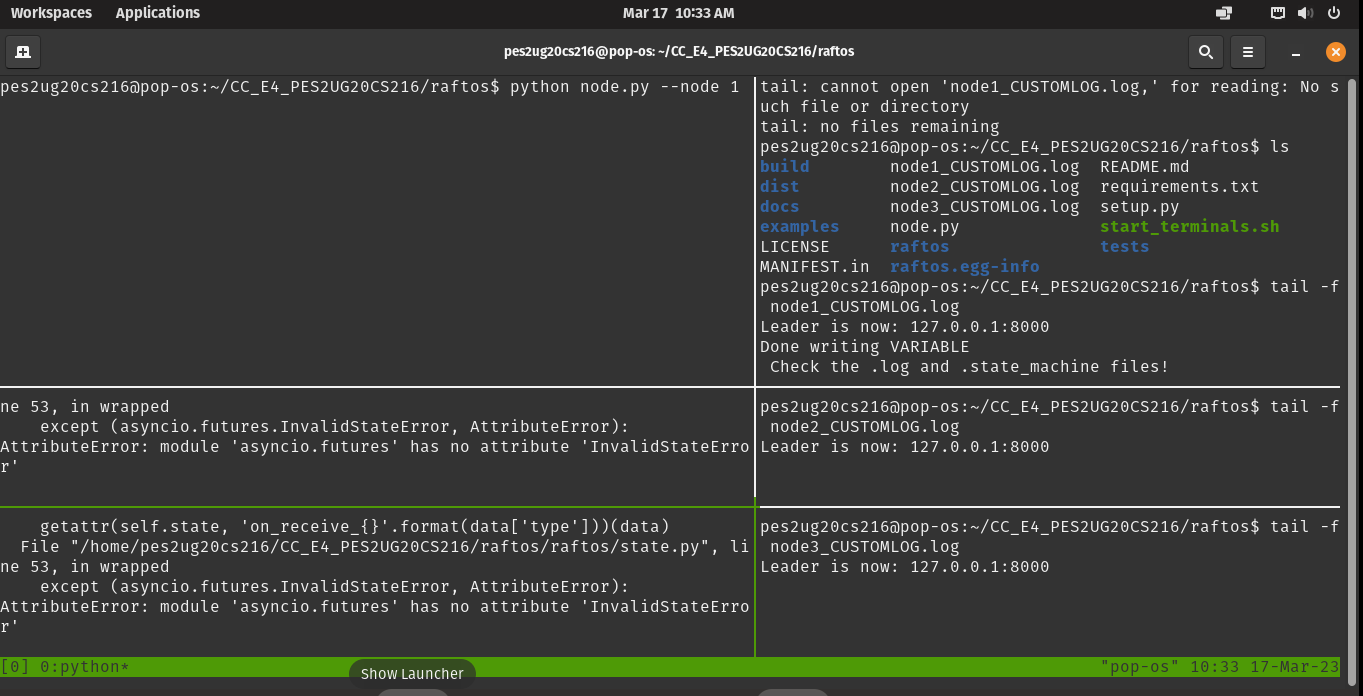 Workspaces Applications Mar 17 10:33 AM
pes2ug20cs216@pop-os: ~/CC_E4_PES2UG20CS216/raftos
pes2ug20cs216@pop-os:~/CC_E4_PES2UG20CS216/raftos$ python node.py --node 1
tail: cannot open 'node1_CUSTOMLOG.log,' for reading: No s
uch file or directory
tail: no files remaining
pes2ug20cs216@pop-os:~/CC_E4_PES2UG20CS216/raftos$ ls
build node1_CUSTOMLOG.log README.md
dist node2_CUSTOMLOG.log requirements.txt
docs node3_CUSTOMLOG.log setup.py
examples node.py start_terminals.sh
LICENSE raftos tests
MANIFEST.in raftos.egg-info
pes2ug20cs216@pop-os:~/CC_E4_PES2UG20CS216/raftos$ tail -f
node1_CUSTOMLOG.log
Leader is now: 127.0.0.1:8000
Done writing VARIABLE
Check the .log and .state_machine files!
ne 53, in wrapped
except (asyncio.futures.InvalidStateError, AttributeError):
AttributeError: module 'asyncio.futures' has no attribute 'InvalidStateErro
r'
pes2ug20cs216@pop-os:~/CC_E4_PES2UG20CS216/raftos$ tail -f
node2_CUSTOMLOG.log
Leader is now: 127.0.0.1:8000
getattr(self.state, 'on_receive_{}'.format(data['type']))(data)
File "/home/pes2ug20cs216/CC_E4_PES2UG20CS216/raftos/raftos/state.py", li
ne 53, in wrapped
except (asyncio.futures.InvalidStateError, AttributeError):
AttributeError: module 'asyncio.futures' has no attribute 'InvalidStateErro
r'
pes2ug20cs216@pop-os:~/CC_E4_PES2UG20CS216/raftos$ tail -f
node3_CUSTOMLOG.log
Leader is now: 127.0.0.1:8000
[0] 0:python* "pop-os" 10:33 17-Mar-23
Show Launcher